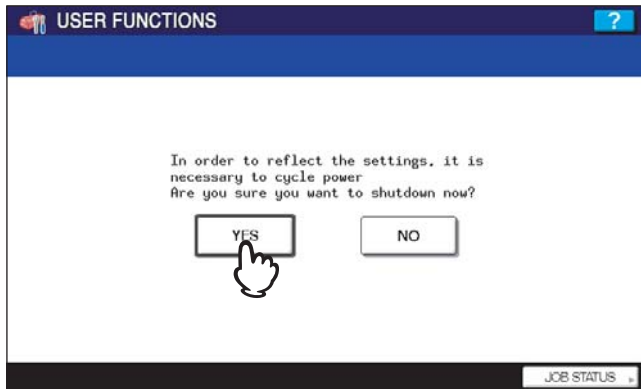 USER FUNCTIONS
?
In order to reflect the settings, it is
necessary to cycle power
Are you sure you want to shutdown now?
YES
NO
JOB STATUS